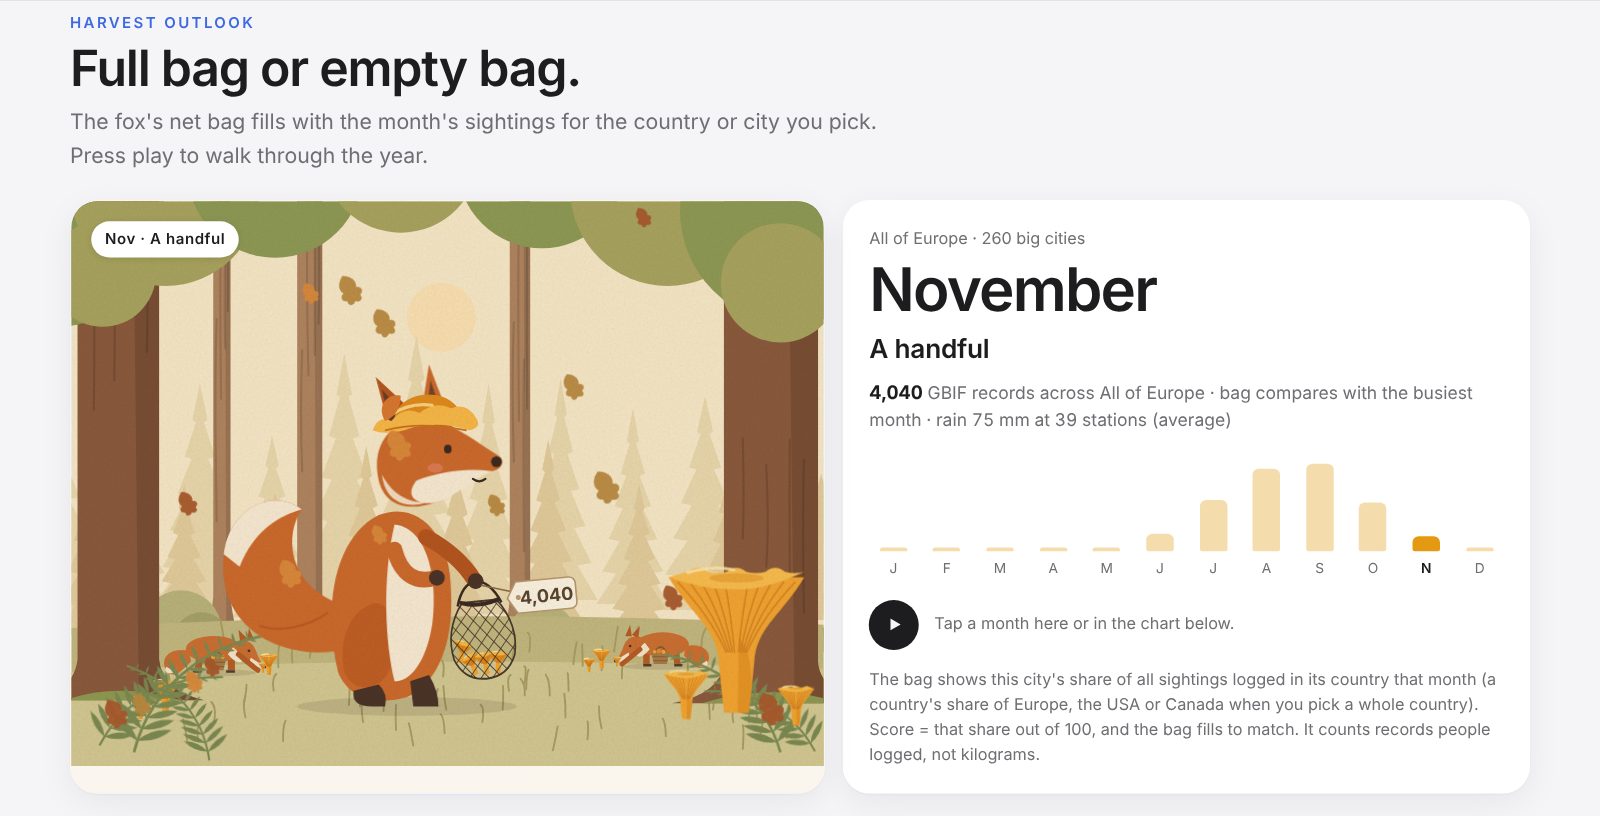 HARVEST OUTLOOK
Full bag or empty bag.
The fox's net bag fills with the month's sightings for the country or city you pick.
Press play to walk through the year.
Nov · A handful
4,040
All of Europe · 260 big cities
November
A handful
4,040 GBIF records across All of Europe · bag compares with the busiest
month · rain 75 mm at 39 stations (average)
J F M A M J J A S O N D
Tap a month here or in the chart below.
The bag shows this city's share of all sightings logged in its country that month (a
country's share of Europe, the USA or Canada when you pick a whole country).
Score = that share out of 100, and the bag fills to match. It counts records people
logged, not kilograms.